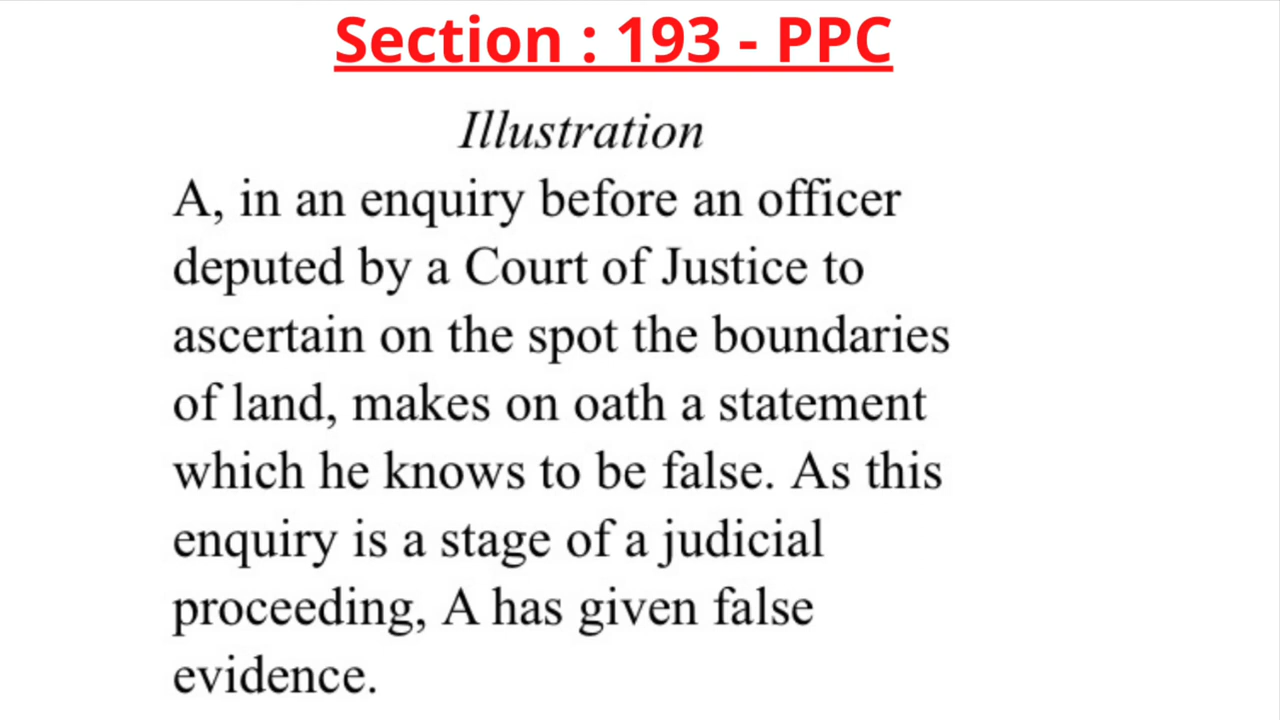 Section : 193 - PPC
Illustration
A, in an enquiry before an officer
deputed by a Court of Justice to
ascertain on the spot the boundaries
of land, makes on oath a statement
which he knows to be false. As this
enquiry is a stage of a judicial
proceeding, A has given false
evidence.